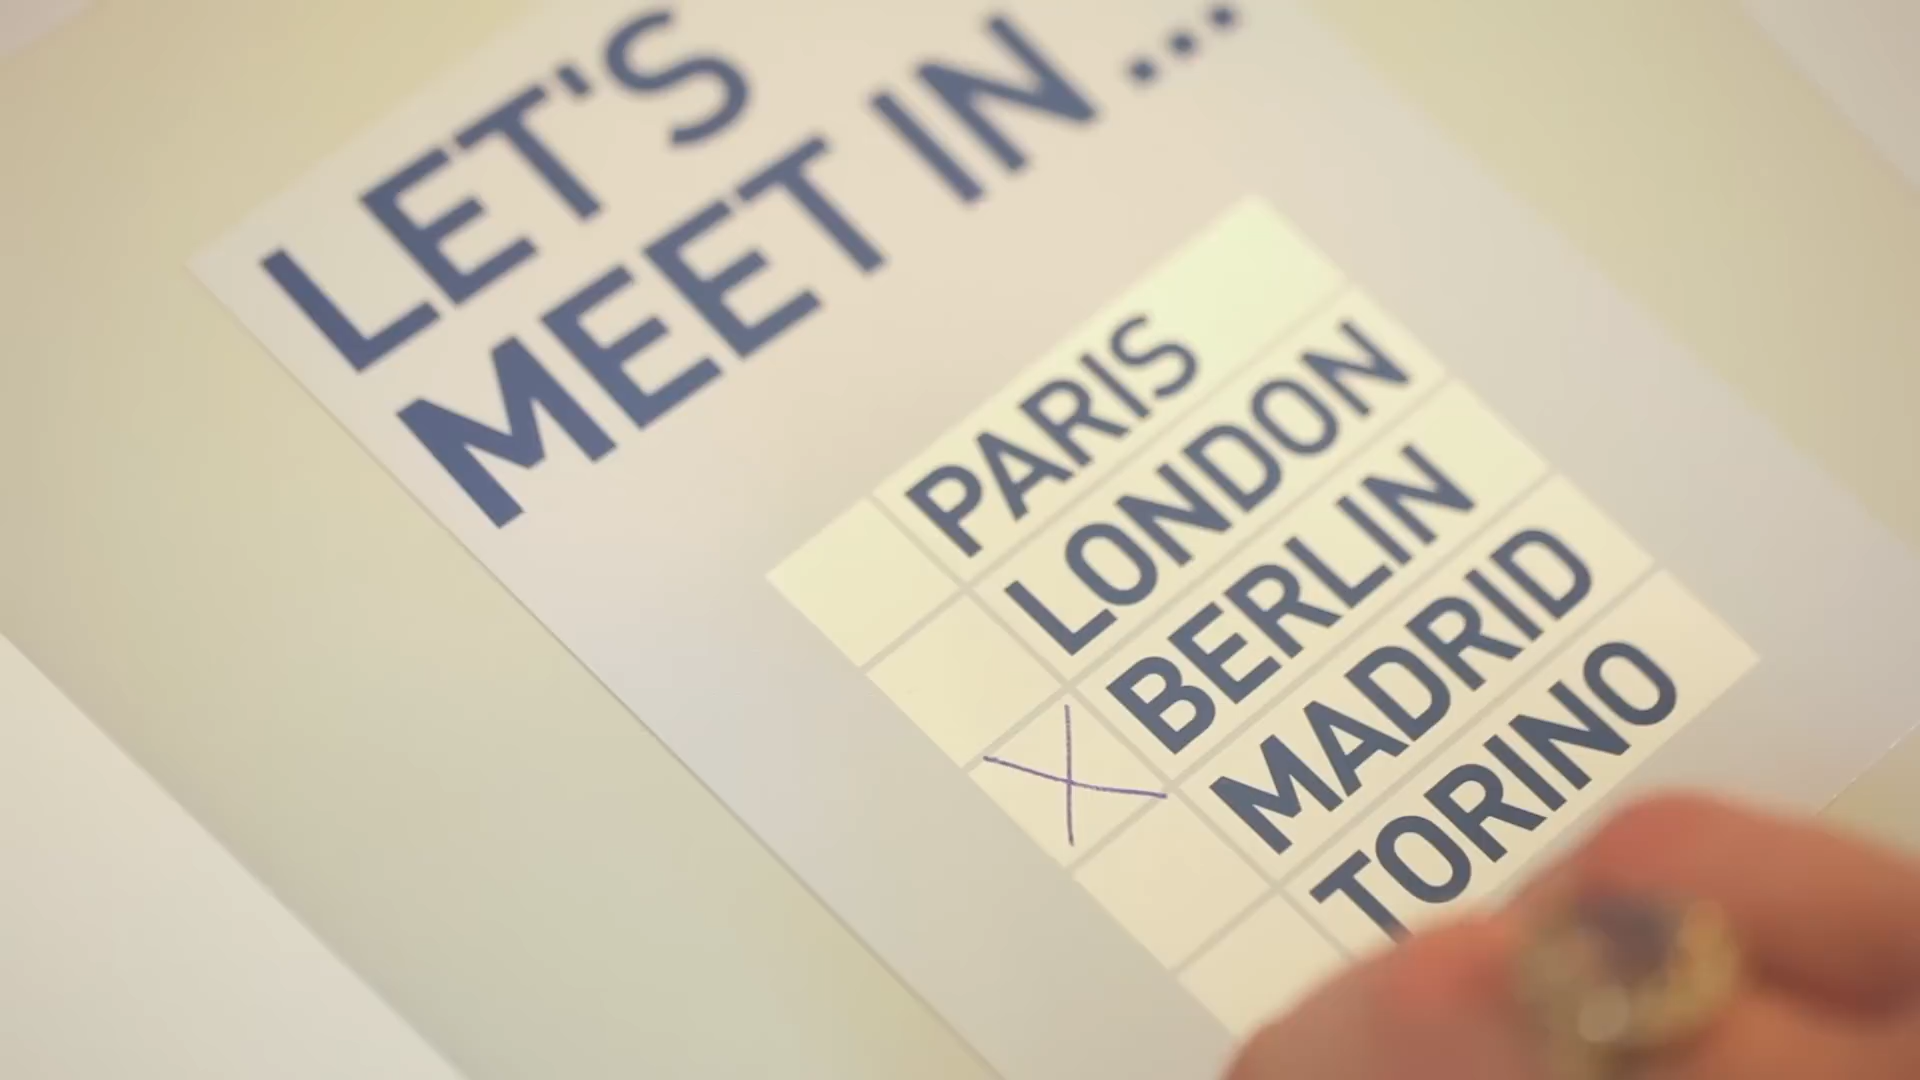 LET'S
MEET IN...
PARIS
LONDON
X BERLIN
MADRID
TORINO